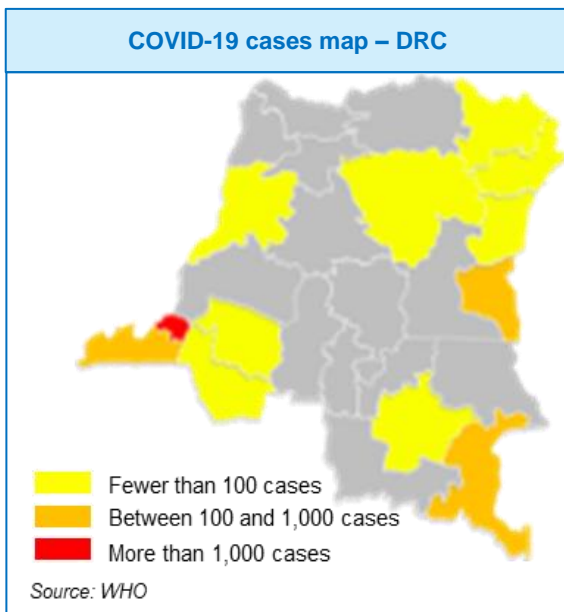 COVID-19 cases map – DRC
Fewer than 100 cases
Between 100 and 1,000 cases
More than 1,000 cases
Source: WHO